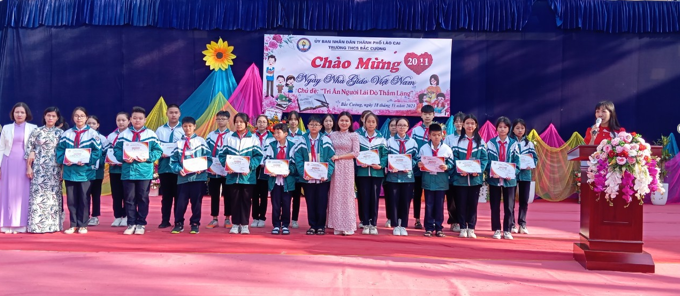 ỦY BAN NHÂN DÂN THÀNH PHỐ LÀO CAI
TRƯỜNG THCS BẮC CƯỜNG
Chào Mừng 20 11
Ngày Nhà Giáo Việt Nam
Chủ đề: "Tri Ân Người Lái Đò Thầm Lặng"
Bắc Cường, ngày 18 tháng 11 năm 2021